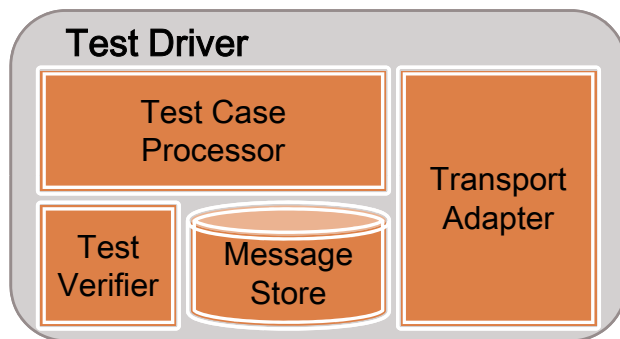 Test Driver
Test Case
Processor
Transport
Adapter
Test
Verifier
Message
Store